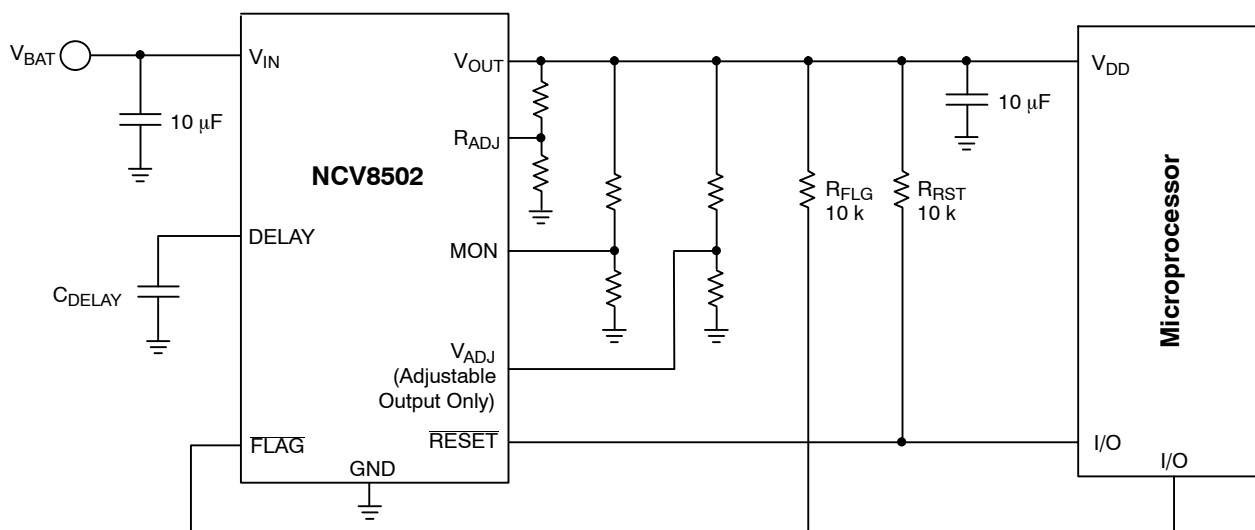 V_BAT
10 μF
V_IN
NCV8502
V_OUT
R_ADJ
DELAY
C_DELAY
MON
V_ADJ
(Adjustable
Output Only)
FLAG
RESET
GND
R_FLG
10 k
R_RST
10 k
10 μF
V_DD
Microprocessor
I/O
I/O